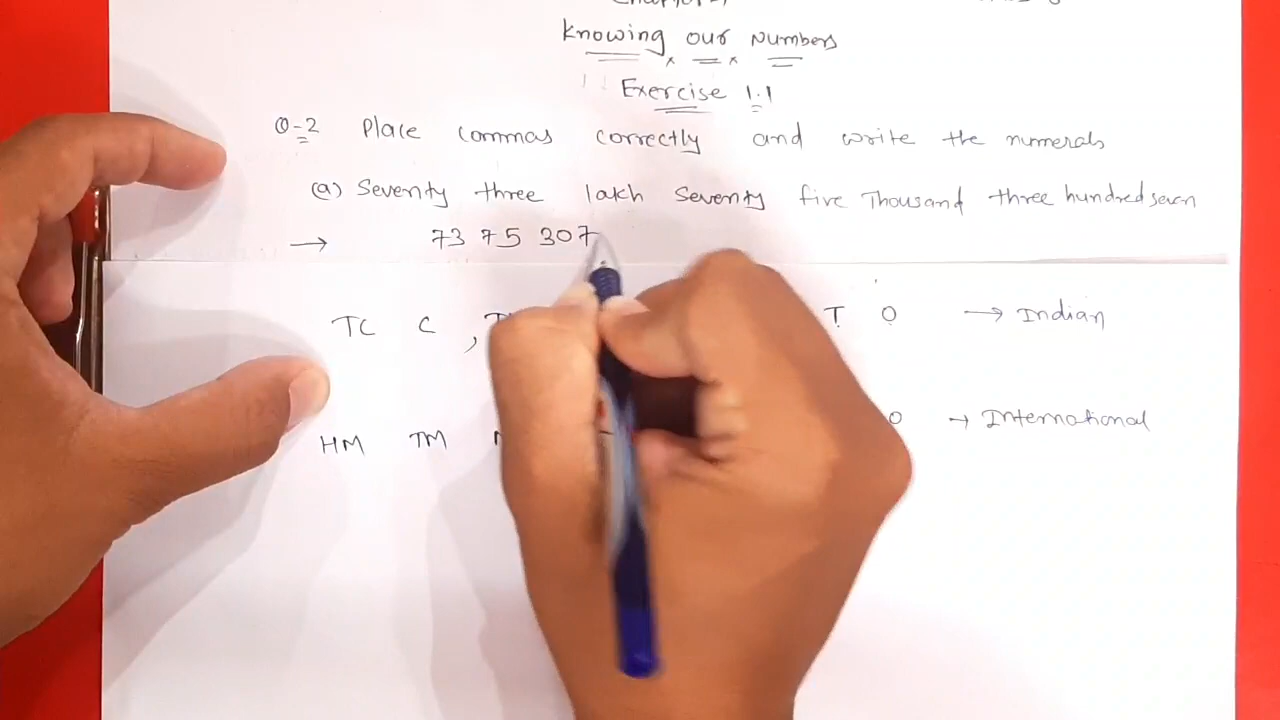 Knowing our Numbers
Exercise 1.1
Q-2 Place commas correctly and write the numerals
(a) Seventy three lakh seventy five Thousand three hundred seven
→ 73 75 307
TC C , T O → Indian
HM TM O → International